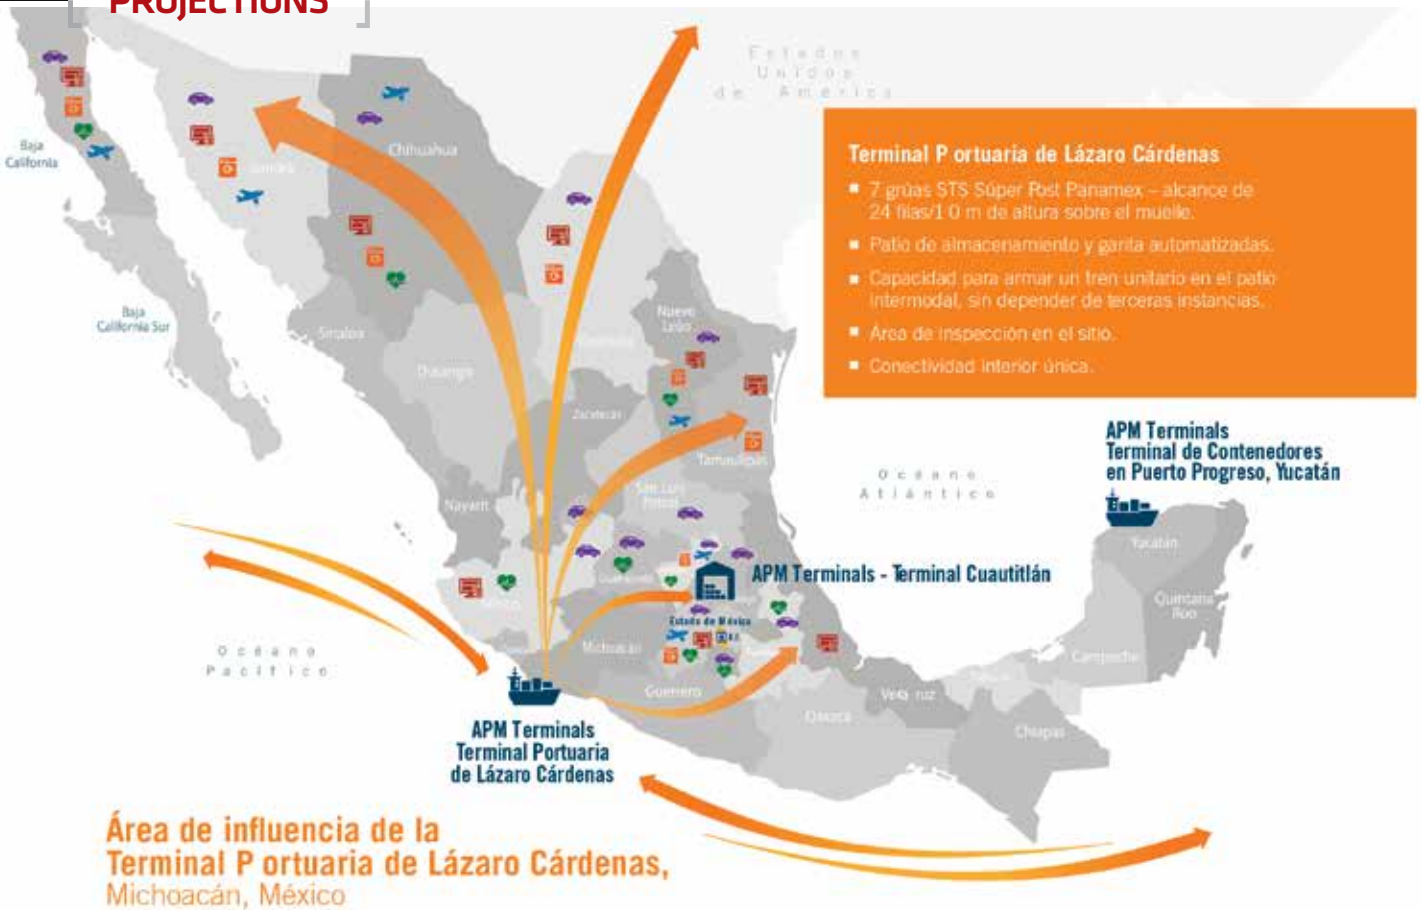 PROJECTIONS
Estados
Unidos
de América
Baja
California
Sonora
Chihuahua
Terminal P ortuaria de Lázaro Cárdenas
7 grúas STS Súper Post Panamex – alcance de
24 filas/1 0 m de altura sobre el muelle.
Patio de almacenamiento y garita automatizadas.
Capacidad para armar un tren unitario en el patio
intermodal, sin depender de terceras instancias.
Área de inspección en el sitio.
Conectividad interior única.
Baja
California Sur
Sinaloa
Nuevo
León
Durango
Zacatecas
Tamaulipas
San Luis
Potosí
Nayarit
Océano
Atlántico
APM Terminals
Terminal de Contenedores
en Puerto Progreso, Yucatán
Yucatán
Quintana
Roo
Campeche
APM Terminals - Terminal Cuautitlán
Estado de México
Michoacán
Guerrero
Océano
Pacífico
Oaxaca
Vera ruz
Chiapas
APM Terminals
Terminal Portuaria
de Lázaro Cárdenas
Área de influencia de la
Terminal P ortuaria de Lázaro Cárdenas,
Michoacán, México